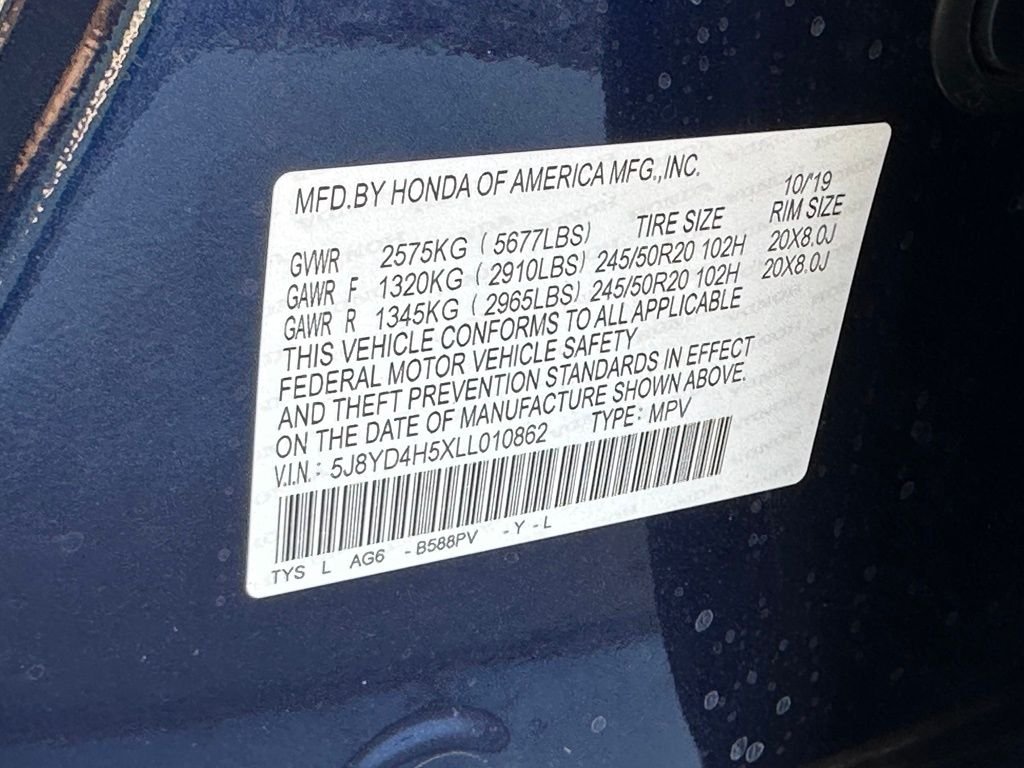 MFD.BY HONDA OF AMERICA MFG.,INC.
10/'19
GVWR 2575KG ( 5677LBS) TIRE SIZE RIM SIZE
GAWR F 1320KG ( 2910LBS) 245/50R20 102H 20X8.0J
GAWR R 1345KG ( 2965LBS) 245/50R20 102H 20X8.0J
THIS VEHICLE CONFORMS TO ALL APPLICABLE
FEDERAL MOTOR VEHICLE SAFETY
AND THEFT PREVENTION STANDARDS IN EFFECT
ON THE DATE OF MANUFACTURE SHOWN ABOVE.
V.I.N.: 5J8YD4H5XLL010862 TYPE: MPV
TYS L AG6 - B588PV - Y - L